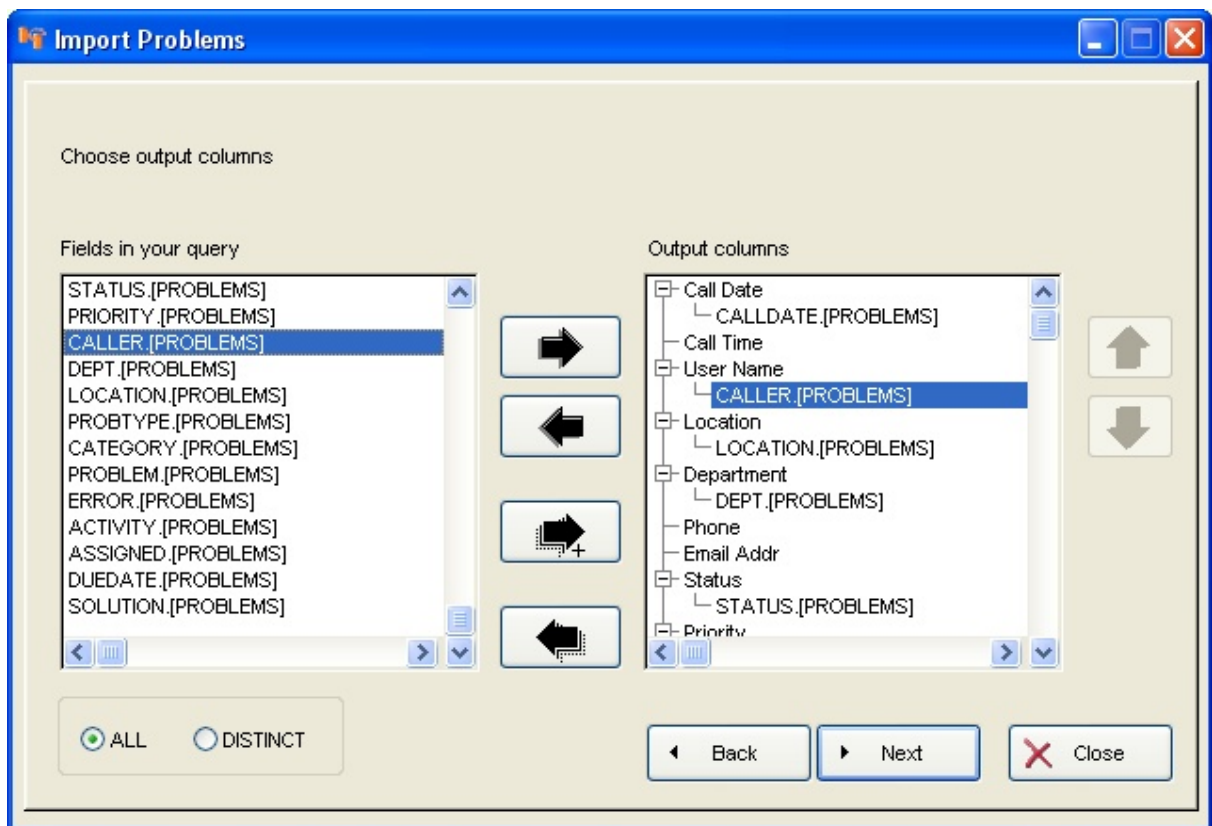 Import Problems
Choose output columns
Fields in your query
STATUS.[PROBLEMS]
PRIORITY.[PROBLEMS]
CALLER.[PROBLEMS]
DEPT.[PROBLEMS]
LOCATION.[PROBLEMS]
PROBTYPE.[PROBLEMS]
CATEGORY.[PROBLEMS]
PROBLEM.[PROBLEMS]
ERROR.[PROBLEMS]
ACTIVITY.[PROBLEMS]
ASSIGNED.[PROBLEMS]
DUEDATE.[PROBLEMS]
SOLUTION.[PROBLEMS]
Output columns
Call Date
CALLDATE.[PROBLEMS]
Call Time
User Name
CALLER.[PROBLEMS]
Location
LOCATION.[PROBLEMS]
Department
DEPT.[PROBLEMS]
Phone
Email Addr
Status
STATUS.[PROBLEMS]
Priority
ALL DISTINCT
Back Next Close